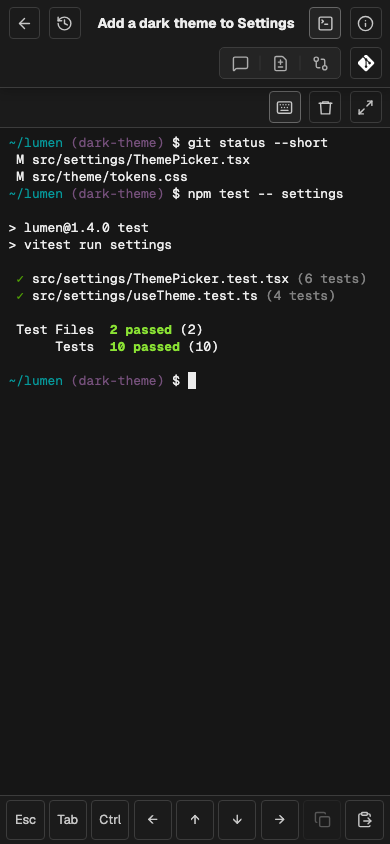 Add a dark theme to Settings
~/lumen (dark-theme) $ git status --short
M src/settings/ThemePicker.tsx
M src/theme/tokens.css
~/lumen (dark-theme) $ npm test -- settings
> lumen@1.4.0 test
> vitest run settings
✓ src/settings/ThemePicker.test.tsx (6 tests)
✓ src/settings/useTheme.test.ts (4 tests)
Test Files 2 passed (2)
Tests 10 passed (10)
~/lumen (dark-theme) $
Esc Tab Ctrl ← ↑ ↓ →